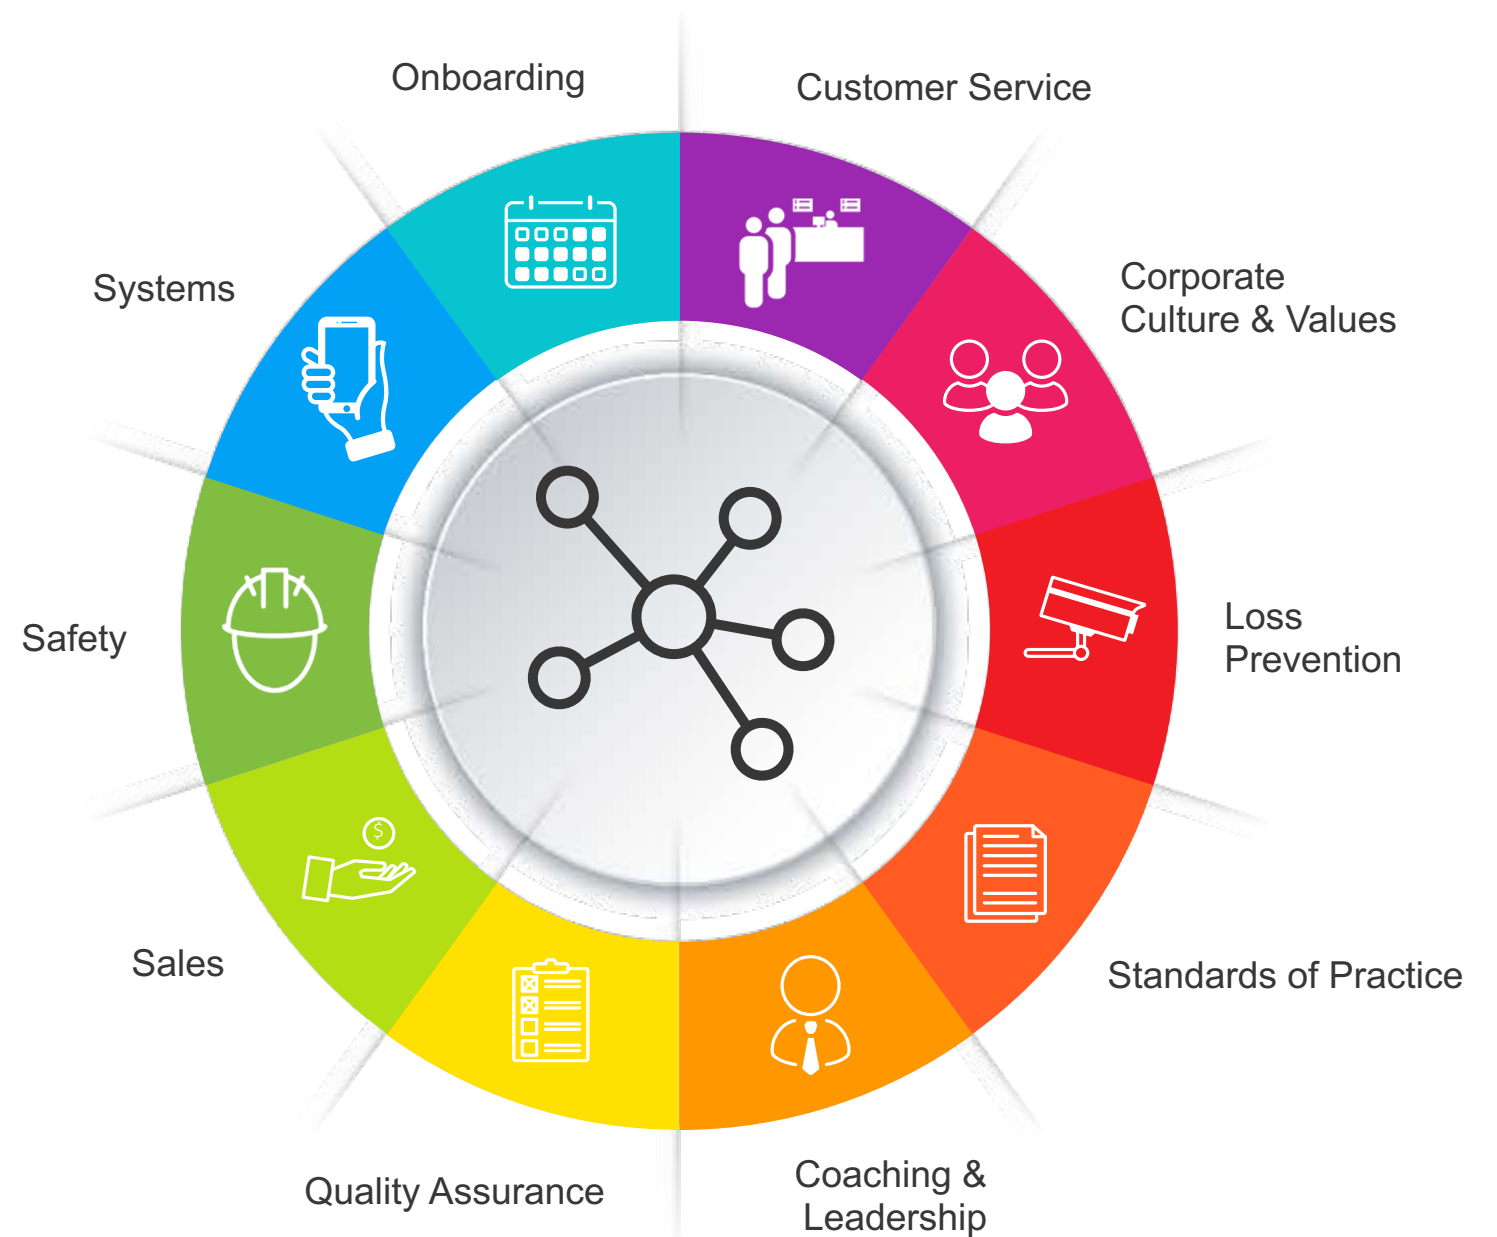 Onboarding
Customer Service
Systems
Corporate
Culture & Values
Safety
Loss
Prevention
$
Sales
Standards of Practice
Quality Assurance
Coaching &
Leadership